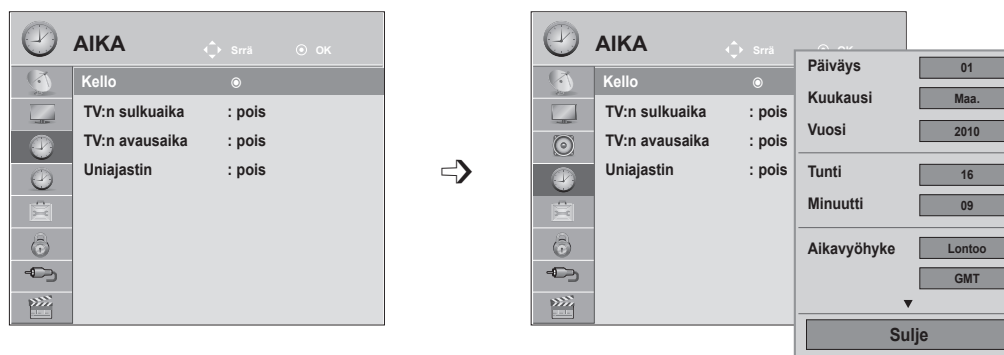 AIKA
Srrä
OK
Kello
TV:n sulkuaika : pois
TV:n avausaika : pois
Uniajastin : pois
AIKA
Srrä
OK
Kello
TV:n sulkuaika : pois
TV:n avausaika : pois
Uniajastin : pois
Päiväys 01
Kuukausi Maa.
Vuosi 2010
Tunti 16
Minuutti 09
Aikavyöhyke Lontoo
GMT
Sulje